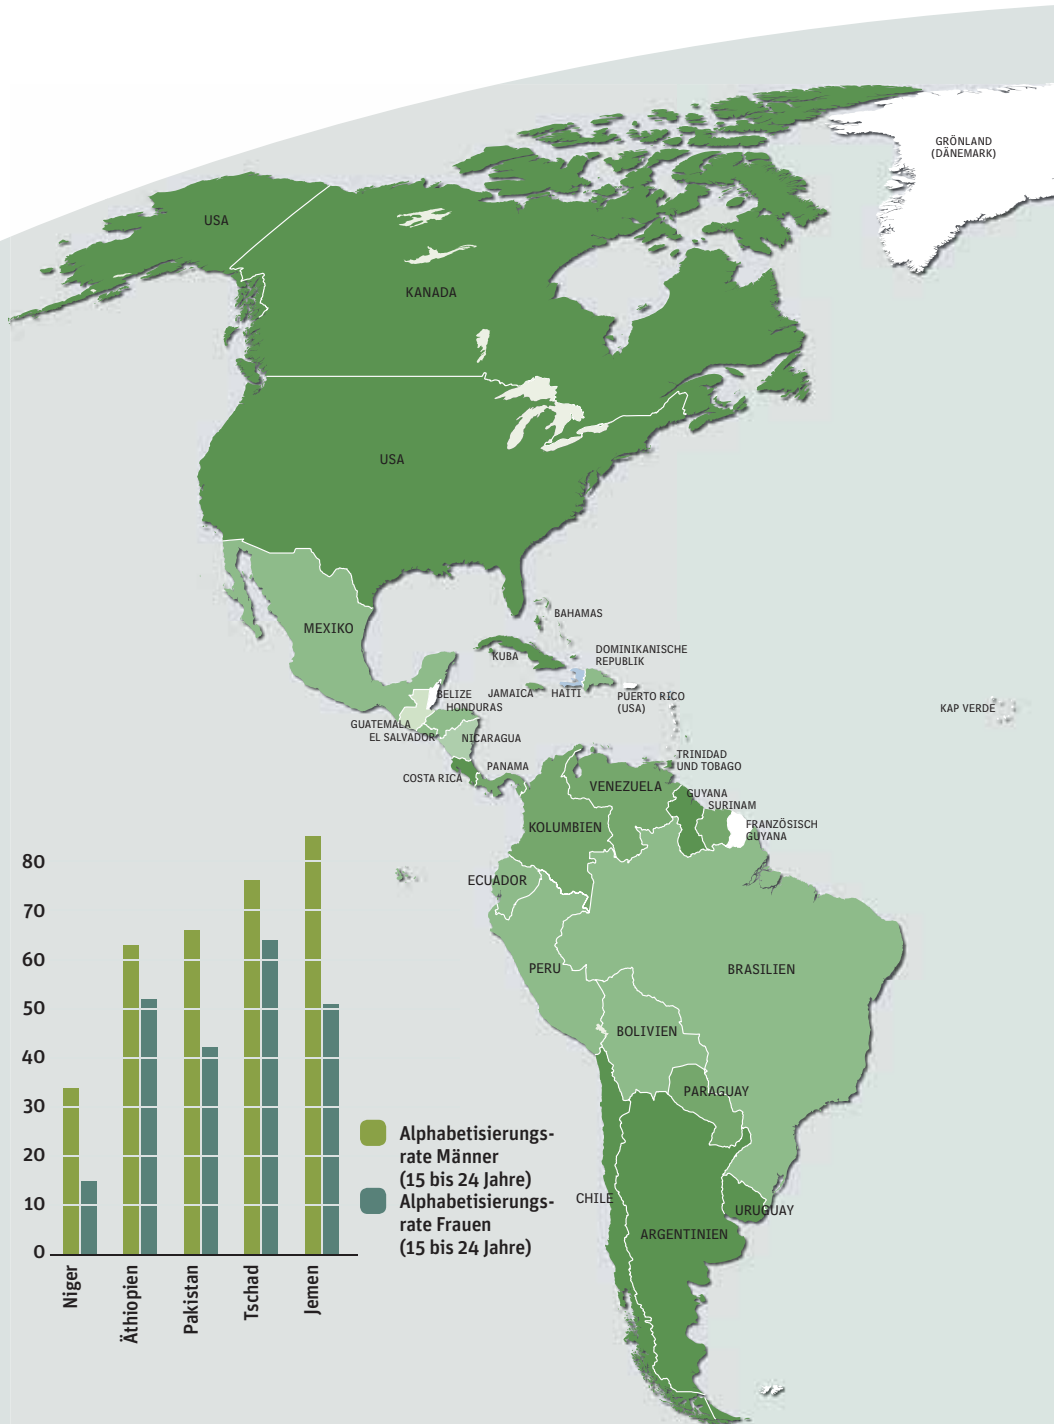 GRÖNLAND
(DÄNEMARK)
USA
KANADA
USA
BAHAMAS
MEXIKO
KUBA
DOMINIKANISCHE
REPUBLIK
BELIZE
JAMAICA
HAITI
PUERTO RICO
(USA)
HONDURAS
KAP VERDE
GUATEMALA
EL SALVADOR
NICARAGUA
TRINIDAD
UND TOBAGO
PANAMA
COSTA RICA
VENEZUELA
GUYANA
SURINAM
KOLUMBIEN
FRANZÖSISCH
GUYANA
ECUADOR
PERU
BRASILIEN
BOLIVIEN
PARAGUAY
CHILE
URUGUAY
ARGENTINIEN
80
70
60
50
40
30
20
10
0
Niger
Äthiopien
Pakistan
Tschad
Jemen
Alphabetisierungs-
rate Männer
(15 bis 24 Jahre)
Alphabetisierungs-
rate Frauen
(15 bis 24 Jahre)